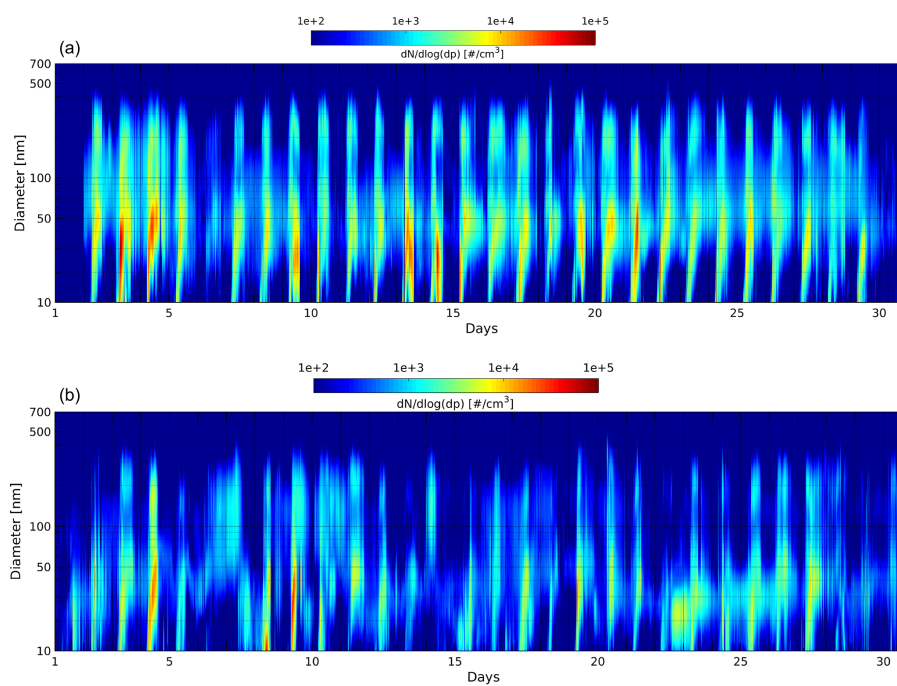 1e+2 1e+3 1e+4 1e+5
dN/dlog(dp) [#/cm³]
(a)
700
500
100
50
10
Diameter [nm]
1 5 10 15 20 25 30
Days
1e+2 1e+3 1e+4 1e+5
dN/dlog(dp) [#/cm³]
(b)
700
500
100
50
10
Diameter [nm]
1 5 10 15 20 25 30
Days